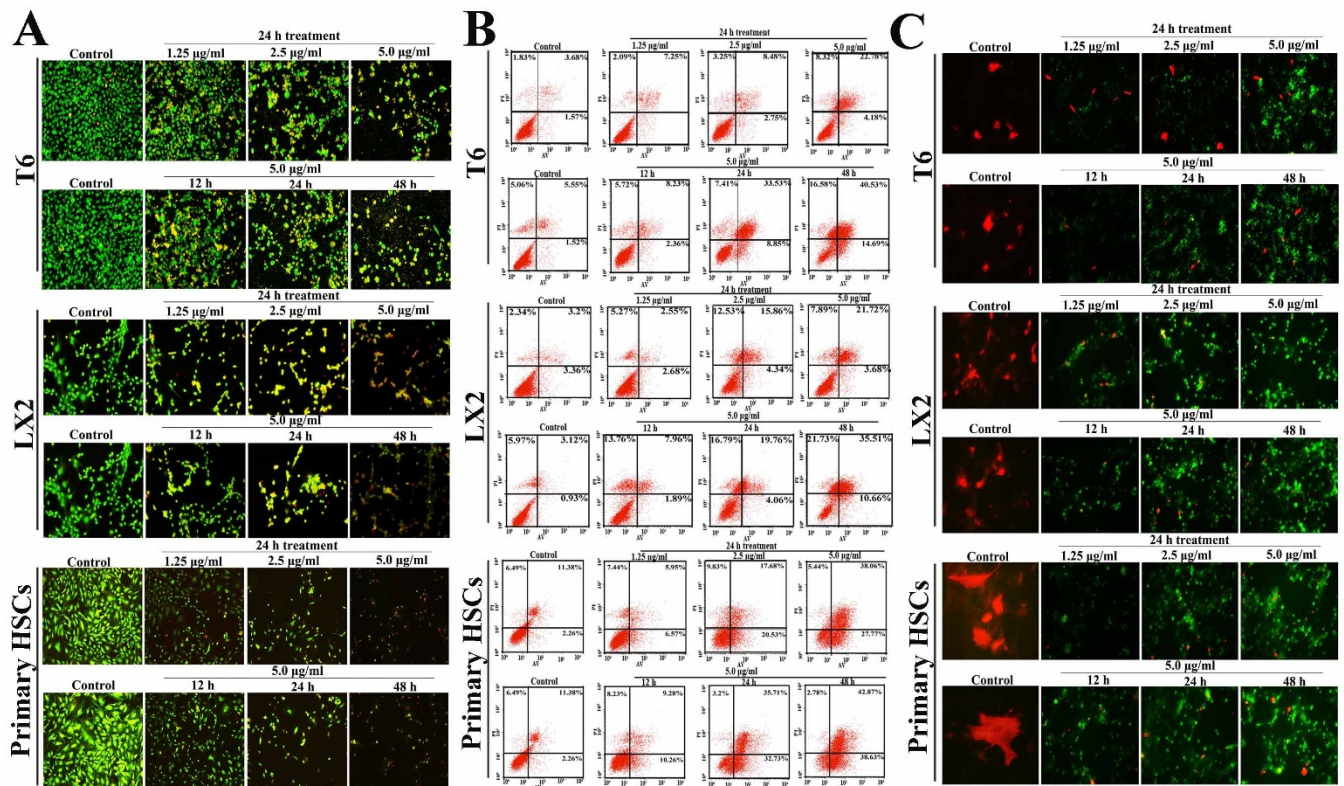 A
T6
24 h treatment
Control 1.25 µg/ml 2.5 µg/ml 5.0 µg/ml
5.0 µg/ml
Control 12 h 24 h 48 h
LX2
24 h treatment
Control 1.25 µg/ml 2.5 µg/ml 5.0 µg/ml
5.0 µg/ml
Control 12 h 24 h 48 h
Primary HSCs
24 h treatment
Control 1.25 µg/ml 2.5 µg/ml 5.0 µg/ml
5.0 µg/ml
Control 12 h 24 h 48 h
B
T6
24 h treatment
Control 1.25 µg/ml 2.5 µg/ml 5.0 µg/ml
1.83% 3.68% 2.09% 7.25% 3.25% 8.48% 8.32% 22.78%
1.57% 2.75% 4.18%
PI PI PI PI
AV AV AV AV
5.0 µg/ml
Control 12 h 24 h 48 h
5.06% 5.55% 5.72% 8.23% 7.41% 33.53% 16.58% 40.53%
1.52% 2.36% 8.85% 14.69%
LX2
24 h treatment
Control 1.25 µg/ml 2.5 µg/ml 5.0 µg/ml
2.34% 3.2% 5.27% 2.55% 12.53% 15.86% 7.89% 21.72%
3.36% 2.68% 4.34% 3.68%
5.0 µg/ml
Control 12 h 24 h 48 h
5.97% 3.12% 13.76% 7.96% 16.79% 19.76% 21.73% 35.51%
0.93% 1.89% 4.06% 10.66%
Primary HSCs
24 h treatment
Control 1.25 µg/ml 2.5 µg/ml 5.0 µg/ml
6.49% 11.38% 7.44% 5.95% 9.83% 17.68% 5.44% 38.06%
2.26% 6.57% 20.53% 27.77%
5.0 µg/ml
Control 12 h 24 h 48 h
6.49% 11.38% 8.23% 9.28% 3.2% 35.71% 2.78% 42.87%
2.26% 10.26% 32.73% 38.63%
C
T6
24 h treatment
Control 1.25 µg/ml 2.5 µg/ml 5.0 µg/ml
5.0 µg/ml
Control 12 h 24 h 48 h
LX2
24 h treatment
Control 1.25 µg/ml 2.5 µg/ml 5.0 µg/ml
5.0 µg/ml
Control 12 h 24 h 48 h
Primary HSCs
24 h treatment
Control 1.25 µg/ml 2.5 µg/ml 5.0 µg/ml
5.0 µg/ml
Control 12 h 24 h 48 h